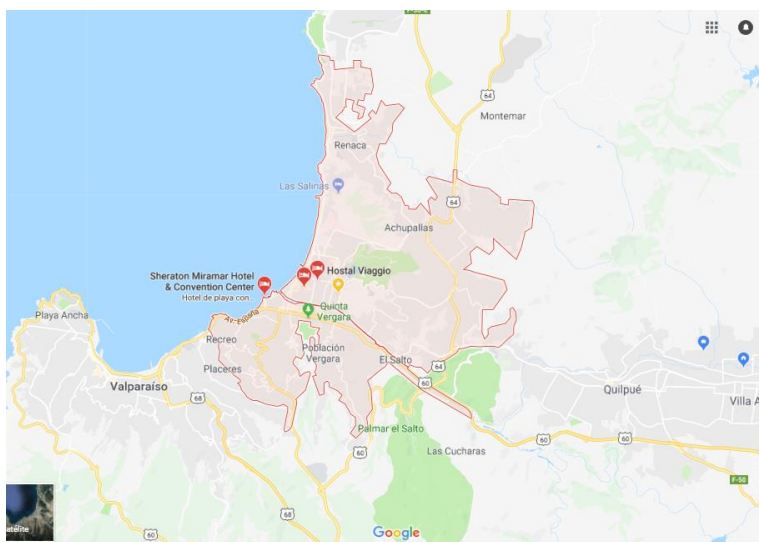 F-30-E
64
Montemar
Renaca
Las Salinas
64
Achupallas
Sheraton Miramar Hotel
& Convention Center
Hotel de playa con...
Hostal Viaggio
Playa Ancha
Av. España
Quinta
Vergara
Recreo
Población
Vergara
El Salto
64
Placeres
60
Valparaíso
68
Quilpué
Villa A
Palmar el Salto
60
Las Cucharas
60
60
F-50
68
60
atélite
Google